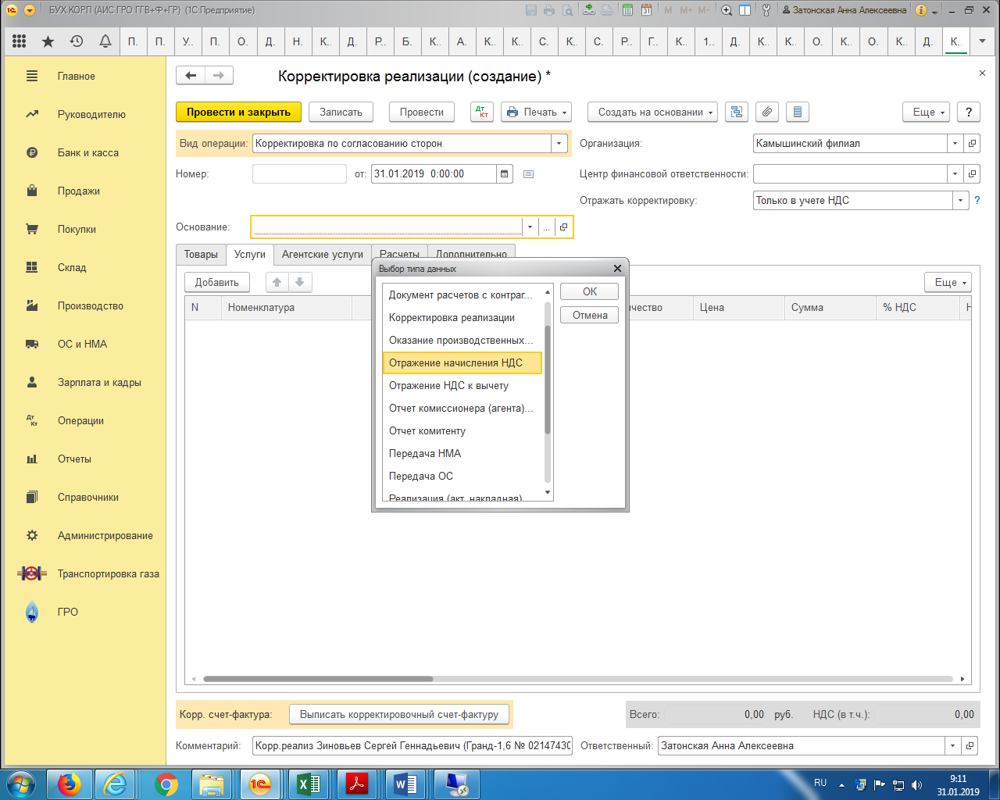 БУХ КОРП (АИС ГРО ГГВ+Ф+ГР) (1С:Предприятие)
M M+ M-
31
Затонская Анна Алексеевна
П. П. У.. П. О. Д. Н. К.. Д. Р.. Б. К.. А. К.. К.. С. К.. С. Р.. Г.. К.. 1.. Д. К.. К.. О. К.. О. К.. Д. К..
Главное
Руководителю
Банк и касса
Продажи
Покупки
Склад
Производство
ОС и НМА
Зарплата и кадры
Операции
Отчеты
Справочники
Администрирование
Транспортировка газа
ГРО
Корректировка реализации (создание) *
Провести и закрыть
Записать
Провести
Дт Кт
Печать
Создать на основании
Еще
?
Вид операции: Корректировка по согласованию сторон
Организация: Камышинский филиал
Номер:
от: 31.01.2019 0:00:00
Центр финансовой ответственности:
Отражать корректировку: Только в учете НДС ?
Основание:
...
Товары Услуги Агентские услуги Расчеты Дополнительно
Добавить
Еще
N Номенклатура чество Цена Сумма % НДС Н
Выбор типа данных
Документ расчетов с контраг...
Корректировка реализации
Оказание производственных...
Отражение начисления НДС
Отражение НДС к вычету
Отчет комиссионера (агента)...
Отчет комитенту
Передача НМА
Передача ОС
Реализация (акт, накладная)
ОК
Отмена
Корр. счет-фактура: Выписать корректировочный счет-фактуру
Всего: 0,00 руб. НДС (в т.ч.): 0,00
Комментарий: Корр.реализ Зиновьев Сергей Геннадьевич (Гранд-1,6 № 02147430
Ответственный: Затонская Анна Алексеевна
RU
9:11
31.01.2019